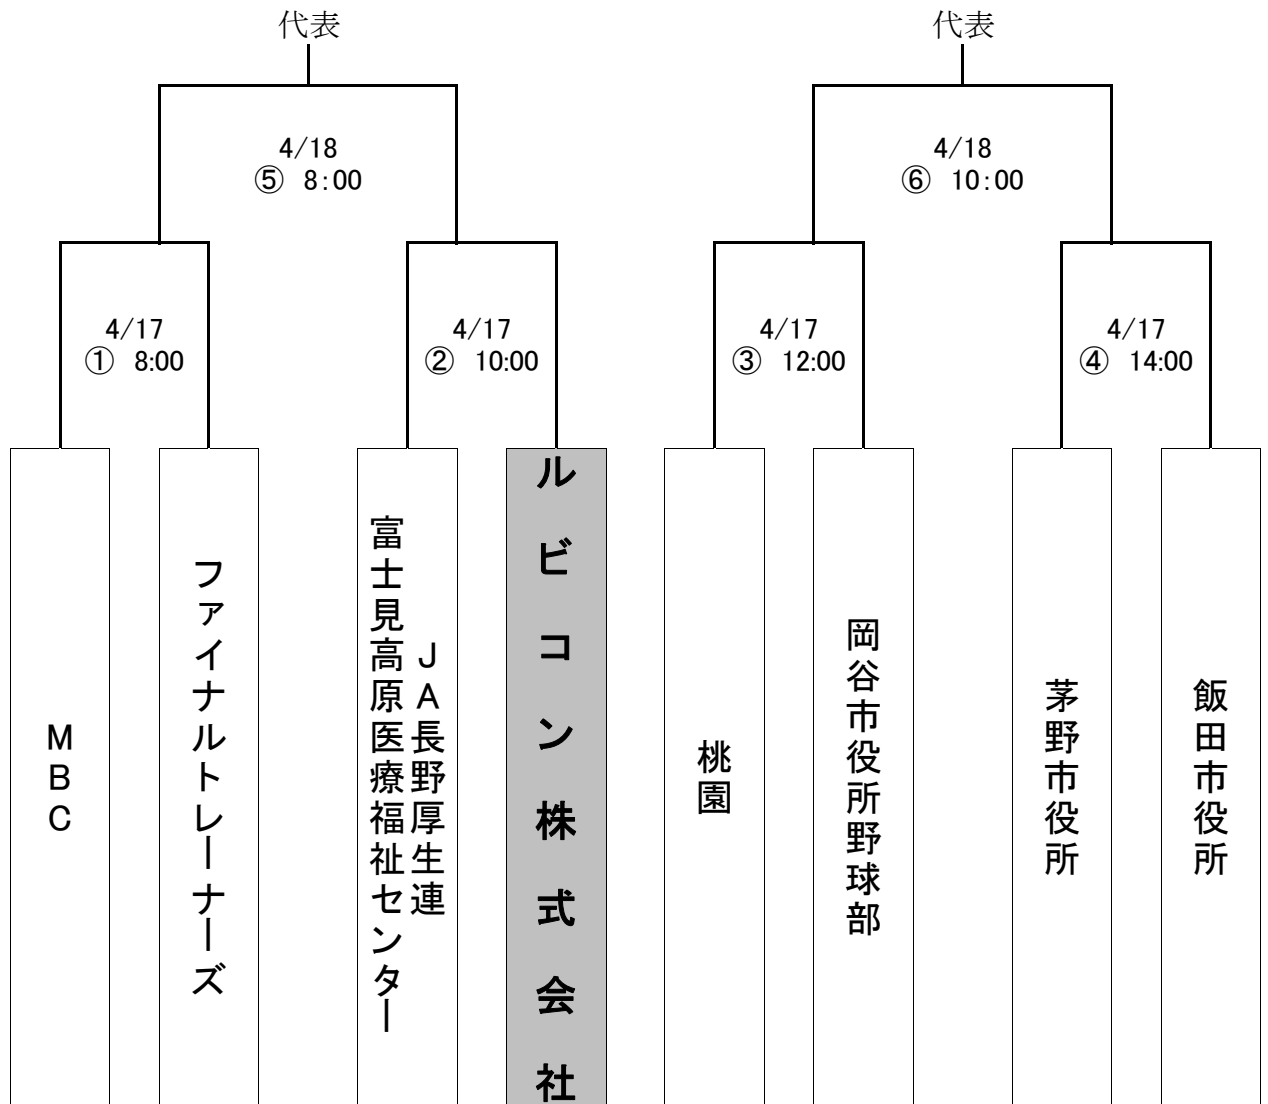 代表
代表
4/18
⑤ 8:00
4/18
⑥ 10:00
4/17
① 8:00
4/17
② 10:00
4/17
③ 12:00
4/17
④ 14:00
MBC
ファイナルトレーナーズ
JA長野厚生連
富士見高原医療福祉センター
ルビコン株式会社
桃園
岡谷市役所野球部
茅野市役所
飯田市役所